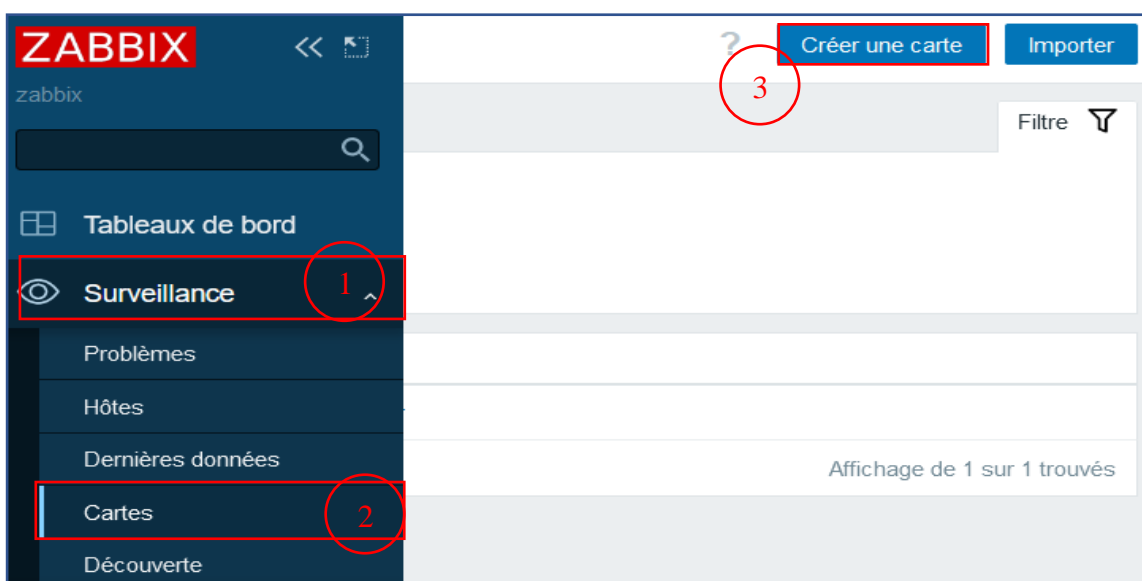 ZABBIX
zabbix
Tableaux de bord
Surveillance 1
Problèmes
Hôtes
Dernières données
Cartes 2
Découverte
? Créer une carte Importer
3
Filtre
Affichage de 1 sur 1 trouvés